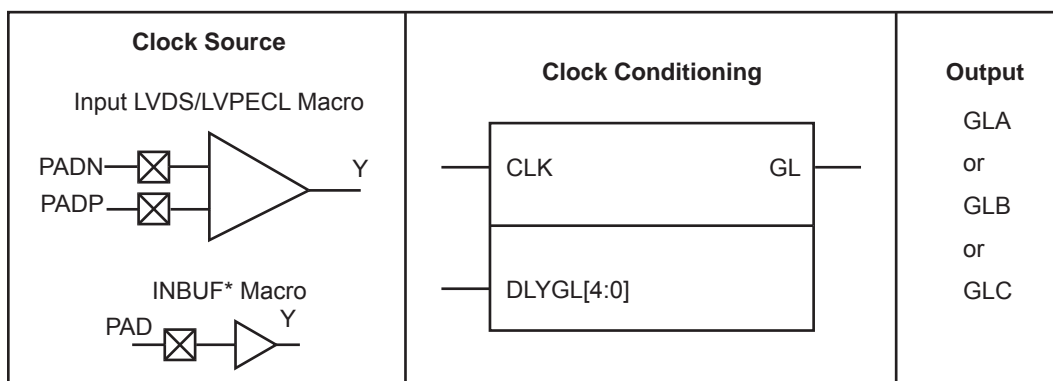 Clock Source
Input LVDS/LVPECL Macro
PADN
PADP
Y
INBUF* Macro
PAD
Y
Clock Conditioning
CLK
GL
DLYGL[4:0]
Output
GLA
or
GLB
or
GLC